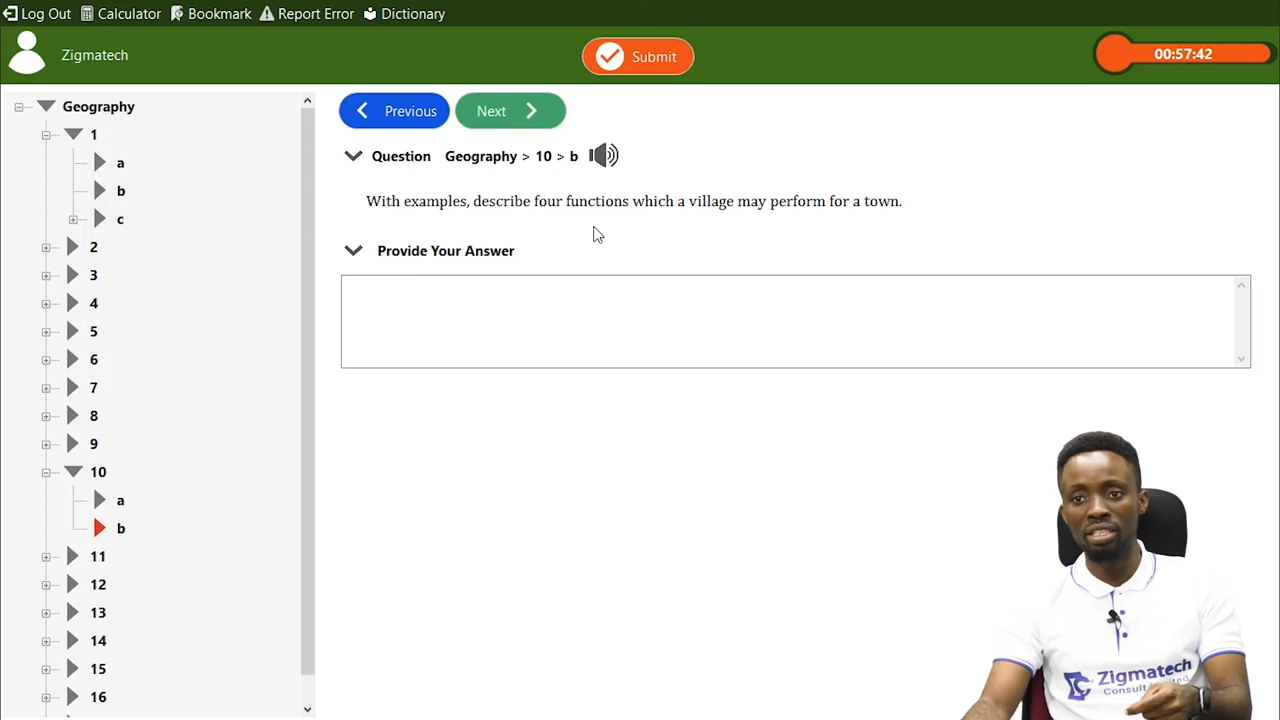 Log Out Calculator Bookmark Report Error Dictionary
Zigmatech
Submit
00:57:42
Geography
1
a
b
c
2
3
4
5
6
7
8
9
10
a
b
11
12
13
14
15
16
Previous Next
Question Geography > 10 > b
With examples, describe four functions which a village may perform for a town.
Provide Your Answer
Zigmatech
Consult Limited